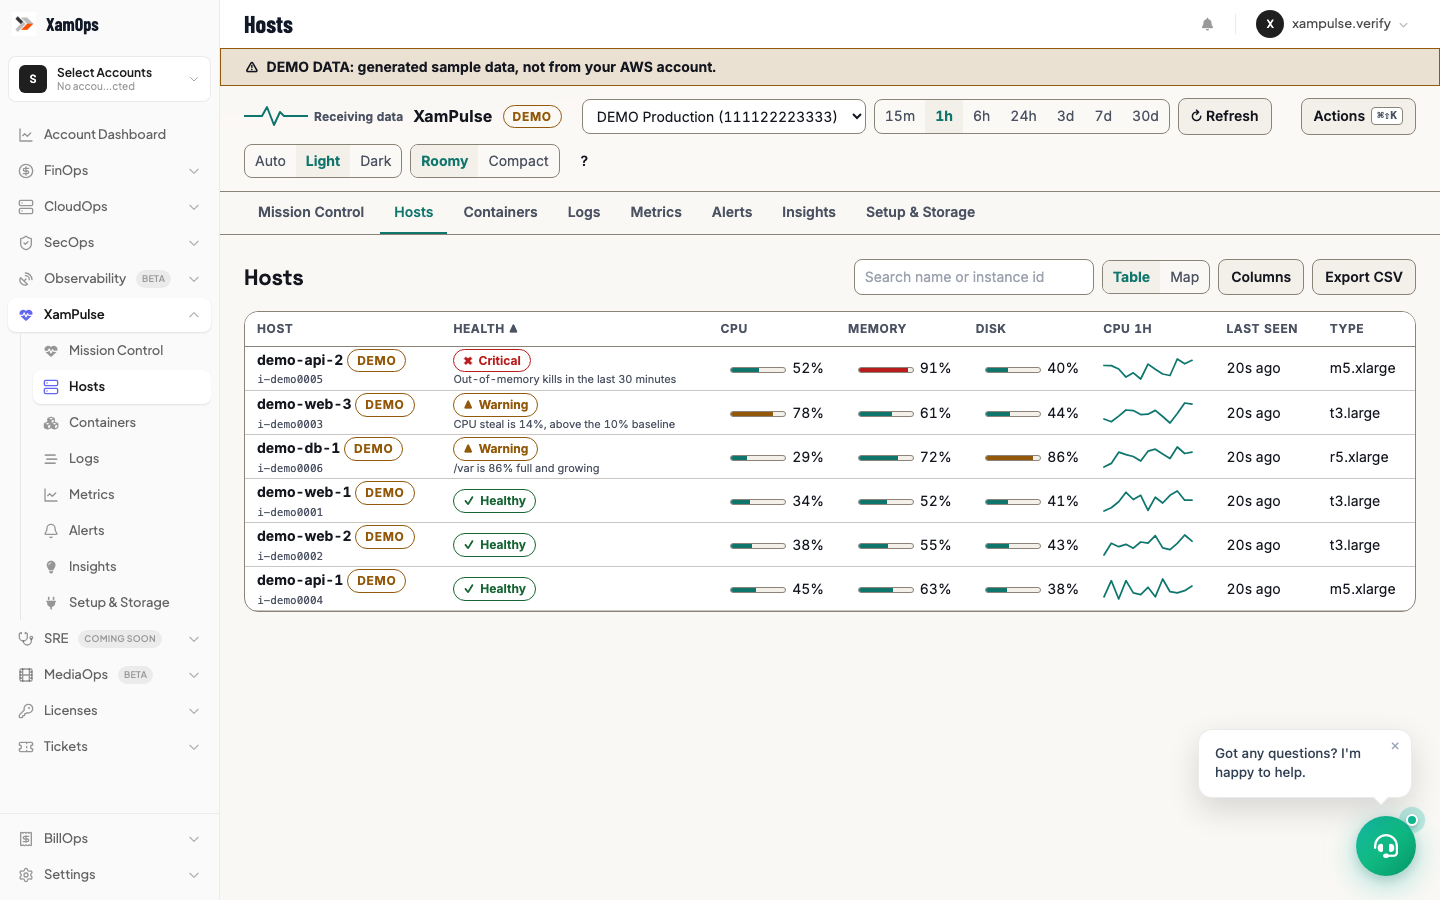 XamOps
Hosts
X xampulse.verify
S Select Accounts
No accou...cted
DEMO DATA: generated sample data, not from your AWS account.
Receiving data XamPulse DEMO DEMO Production (111122223333) 15m 1h 6h 24h 3d 7d 30d ↻ Refresh Actions ⌘⇧K
Auto Light Dark Roomy Compact ?
Account Dashboard
FinOps
CloudOps
SecOps
Observability BETA
XamPulse
Mission Control
Hosts
Containers
Logs
Metrics
Alerts
Insights
Setup & Storage
SRE COMING SOON
MediaOps BETA
Licenses
Tickets
BillOps
Settings
Mission Control Hosts Containers Logs Metrics Alerts Insights Setup & Storage
Hosts
Search name or instance id Table Map Columns Export CSV
HOST HEALTH ▲ CPU MEMORY DISK CPU 1H LAST SEEN TYPE
demo-api-2 DEMO ✖ Critical 52% 91% 40% 20s ago m5.xlarge
i-demo0005 Out-of-memory kills in the last 30 minutes
demo-web-3 DEMO ▲ Warning 78% 61% 44% 20s ago t3.large
i-demo0003 CPU steal is 14%, above the 10% baseline
demo-db-1 DEMO ▲ Warning 29% 72% 86% 20s ago r5.xlarge
i-demo0006 /var is 86% full and growing
demo-web-1 DEMO ✓ Healthy 34% 52% 41% 20s ago t3.large
i-demo0001
demo-web-2 DEMO ✓ Healthy 38% 55% 43% 20s ago t3.large
i-demo0002
demo-api-1 DEMO ✓ Healthy 45% 63% 38% 20s ago m5.xlarge
i-demo0004
Got any questions? I'm
happy to help.